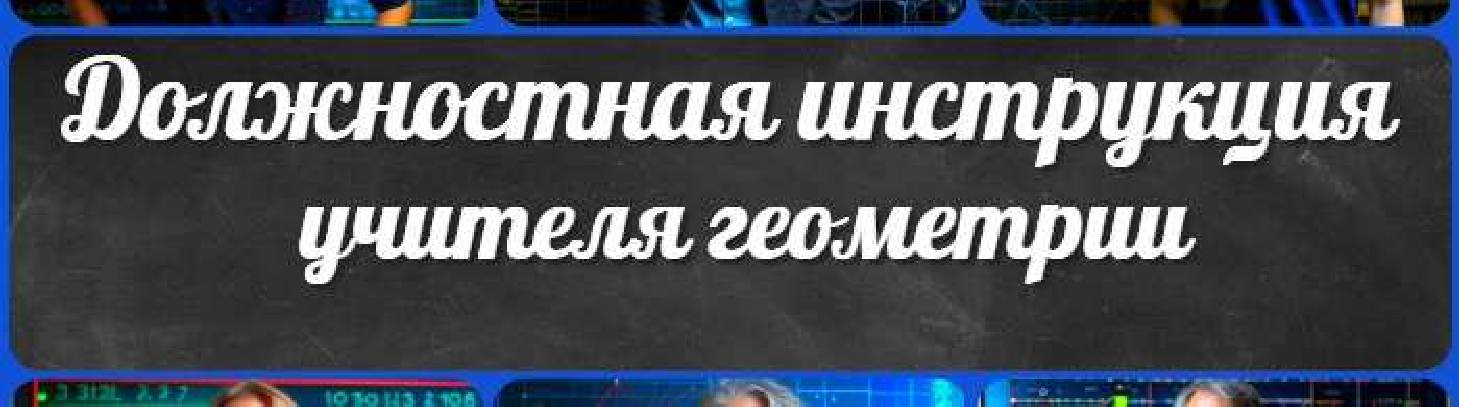 Должностная инструкция
учителя геометрии